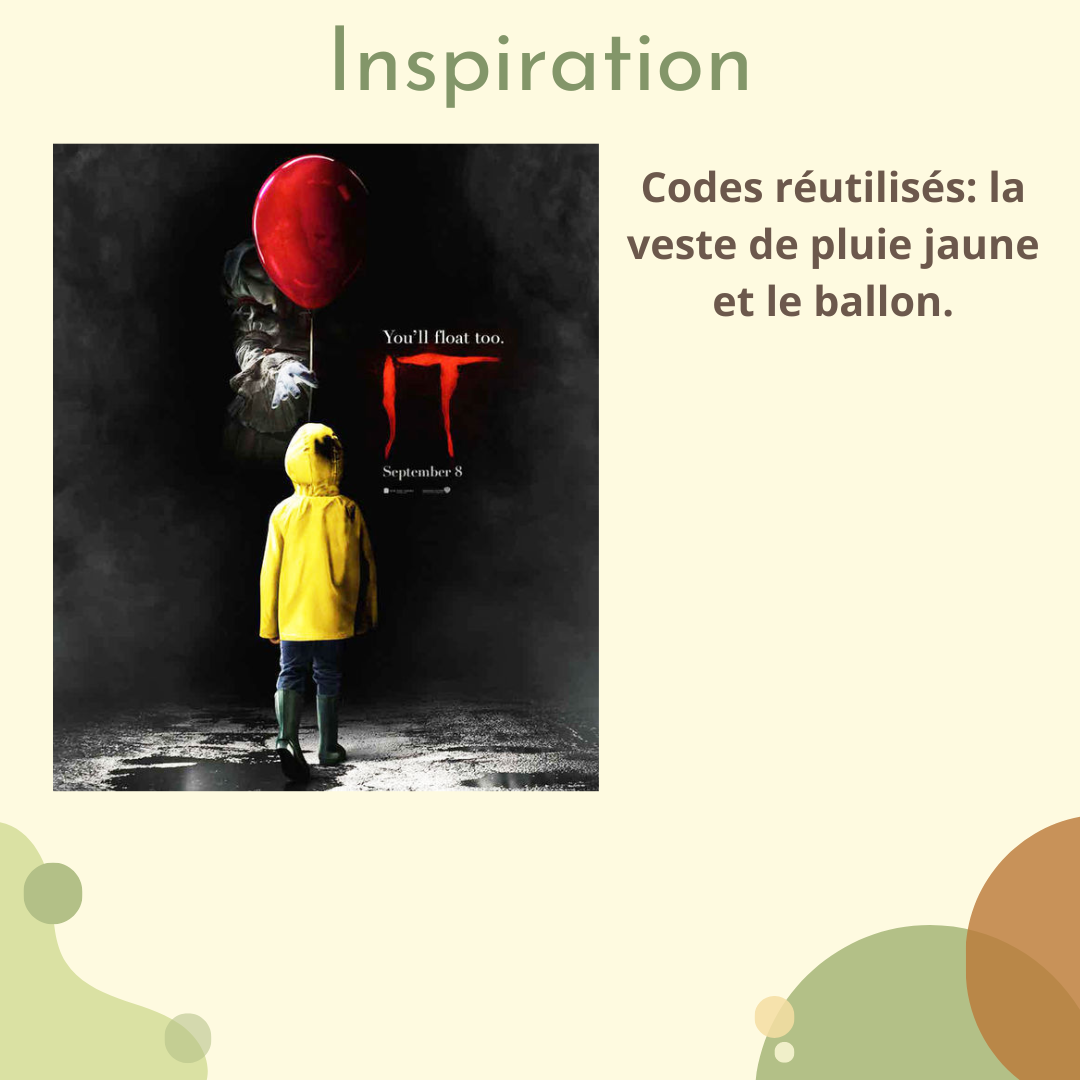 Inspiration
Codes réutilisés: la
veste de pluie jaune
et le ballon.
You'll float too.
IT
September 8